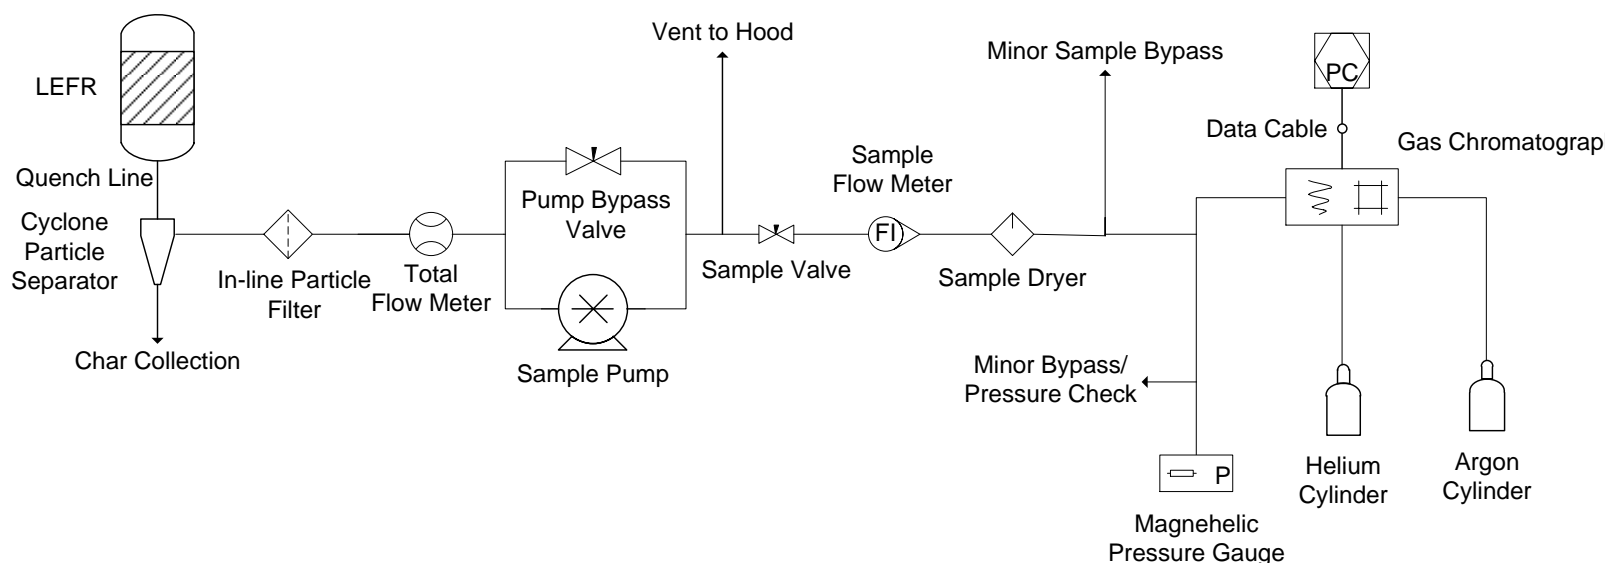 Vent to Hood
Minor Sample Bypass
LEFR
PC
Data Cable
Gas Chromatograp
Quench Line
Sample
Flow Meter
Cyclone
Particle
Separator
Pump Bypass
Valve
FI
In-line Particle
Filter
Total
Flow Meter
Sample Valve
Sample Dryer
Char Collection
Sample Pump
Minor Bypass/
Pressure Check
P
Helium
Cylinder
Argon
Cylinder
Magnehelic
Pressure Gauge